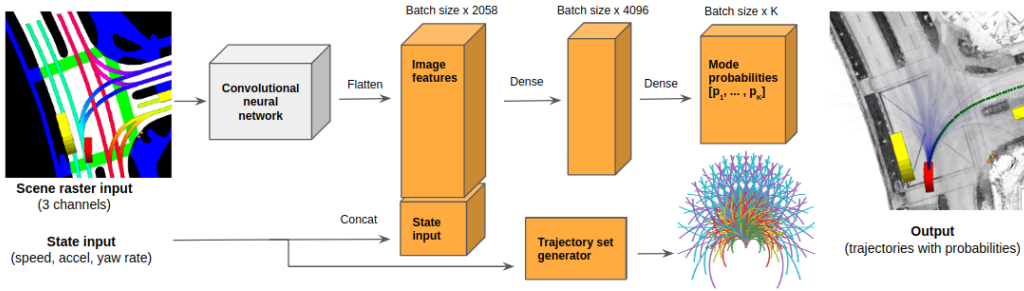 Batch size x 2058
Batch size x 4096
Batch size x K
Convolutional
neural
network
Flatten
Image
features
Dense
Dense
Mode
probabilities
[p1, ... , pK]
Scene raster input
(3 channels)
State input
(speed, accel, yaw rate)
Concat
State
input
Trajectory set
generator
Output
(trajectories with probabilities)